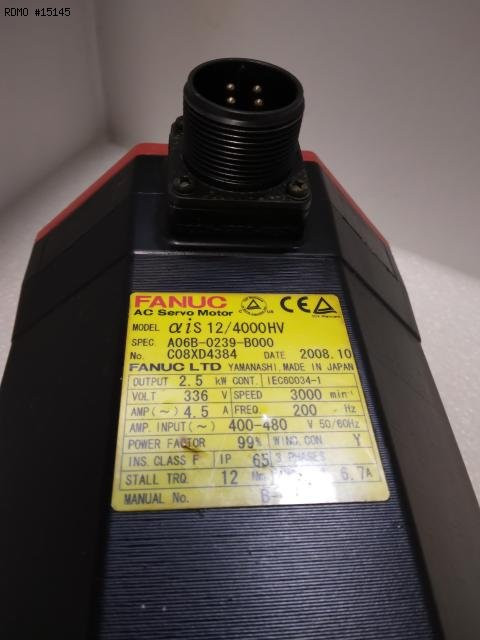 RDMO #15145
FANUC
AC Servo Motor
MODEL αiS 12/4000HV
SPEC. A06B-0239-B000
No. C08XD4384 DATE 2008.10
FANUC LTD YAMANASHI, MADE IN JAPAN
OUTPUT 2.5 kW CONT. IEC60034-1
VOLT 336 V SPEED 3000 min-1
AMP(~) 4.5 A FREQ. 200 Hz
AMP. INPUT(~) 400-480 V 50/60Hz
POWER FACTOR 99% WIND.CON. Y
INS.CLASS F IP 65 3 PHASES
STALL TRQ. 12 Nm 6.7A
MANUAL No. B-